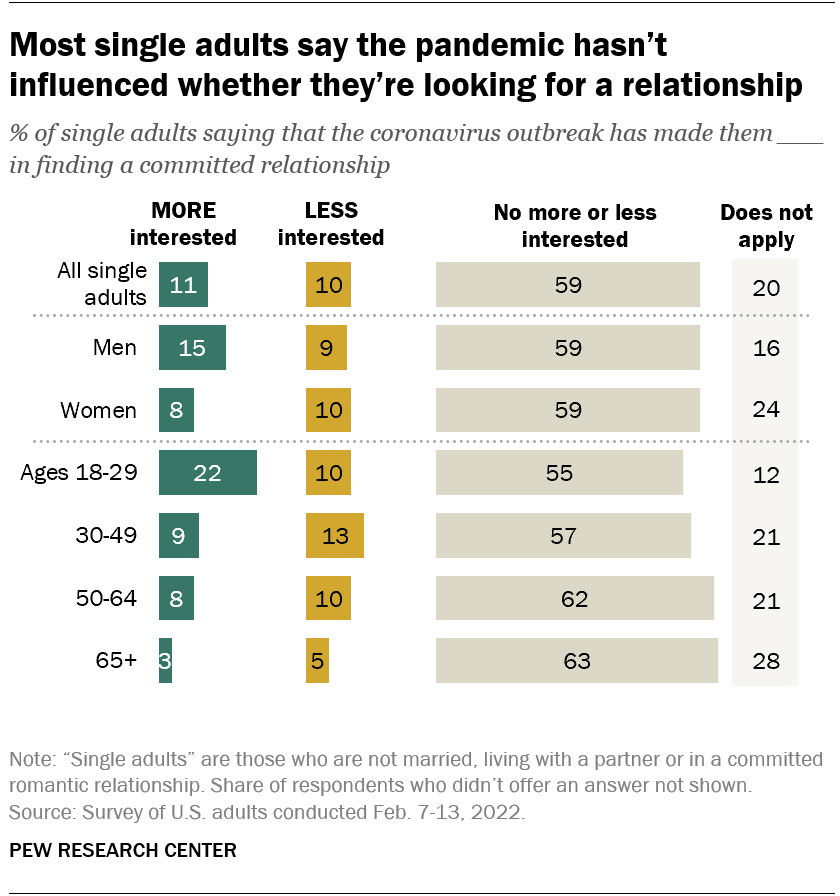 Most single adults say the pandemic hasn’t
influenced whether they’re looking for a relationship
% of single adults saying that the coronavirus outbreak has made them ___
in finding a committed relationship
MORE interested LESS interested No more or less interested Does not apply
All single adults 11 10 59 20
Men 15 9 59 16
Women 8 10 59 24
Ages 18-29 22 10 55 12
30-49 9 13 57 21
50-64 8 10 62 21
65+ 3 5 63 28
Note: “Single adults” are those who are not married, living with a partner or in a committed
romantic relationship. Share of respondents who didn’t offer an answer not shown.
Source: Survey of U.S. adults conducted Feb. 7-13, 2022.
PEW RESEARCH CENTER